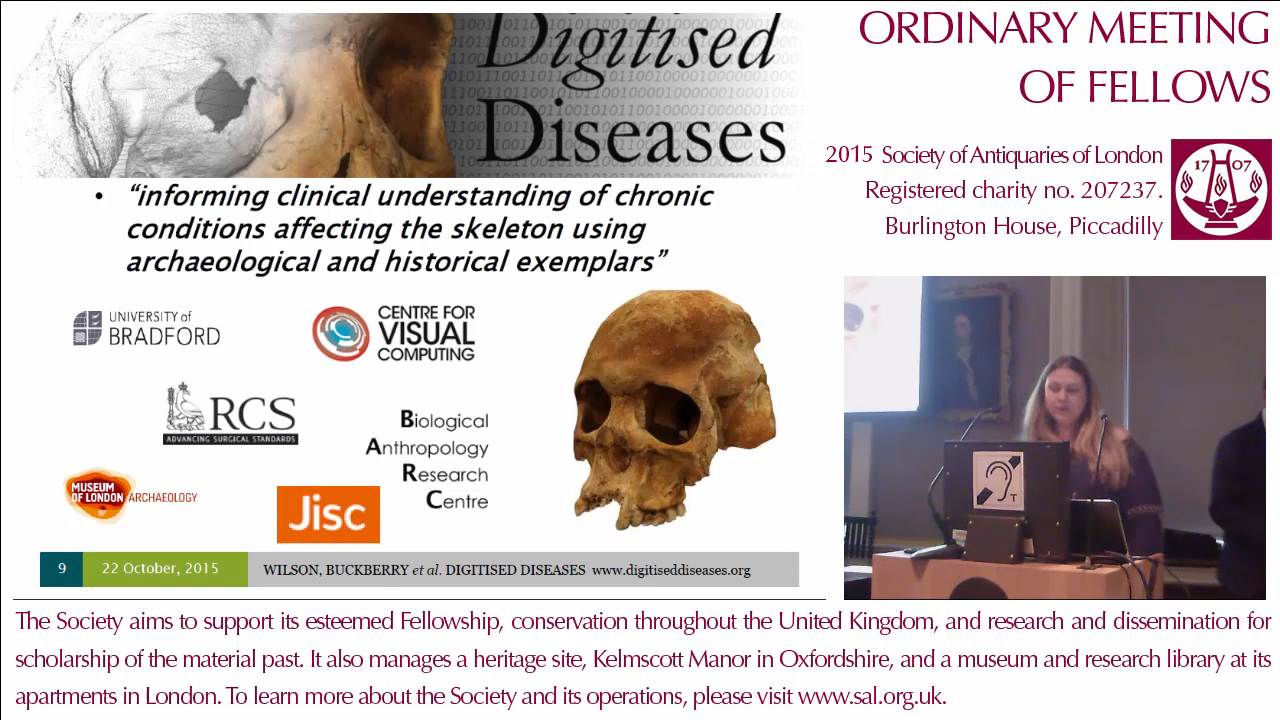 Digitised
Diseases
• “informing clinical understanding of chronic
conditions affecting the skeleton using
archaeological and historical exemplars”
UNIVERSITY of
BRADFORD
CENTRE FOR
VISUAL
COMPUTING
RCS
ADVANCING SURGICAL STANDARDS
Biological
Anthropology
Research
Centre
MUSEUM
OF LONDON ARCHAEOLOGY
Jisc
9 22 October, 2015 WILSON, BUCKBERRY et al. DIGITISED DISEASES www.digitiseddiseases.org
ORDINARY MEETING
OF FELLOWS
2015 Society of Antiquaries of London
Registered charity no. 207237.
Burlington House, Piccadilly
17 07
T
The Society aims to support its esteemed Fellowship, conservation throughout the United Kingdom, and research and dissemination for
scholarship of the material past. It also manages a heritage site, Kelmscott Manor in Oxfordshire, and a museum and research library at its
apartments in London. To learn more about the Society and its operations, please visit www.sal.org.uk.